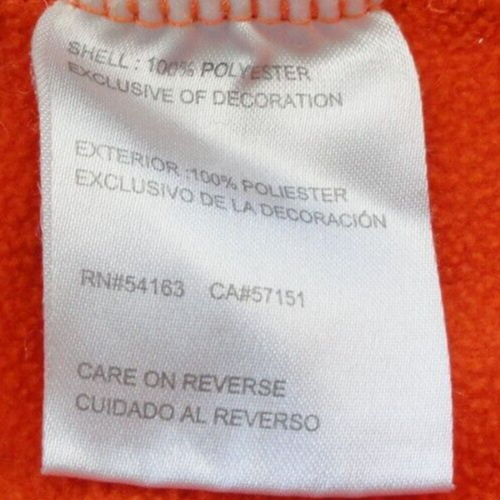 SHELL : 100% POLYESTER
EXCLUSIVE OF DECORATION
EXTERIOR :100% POLIESTER
EXCLUSIVO DE LA DECORACIÓN
RN#54163 CA#57151
CARE ON REVERSE
CUIDADO AL REVERSO